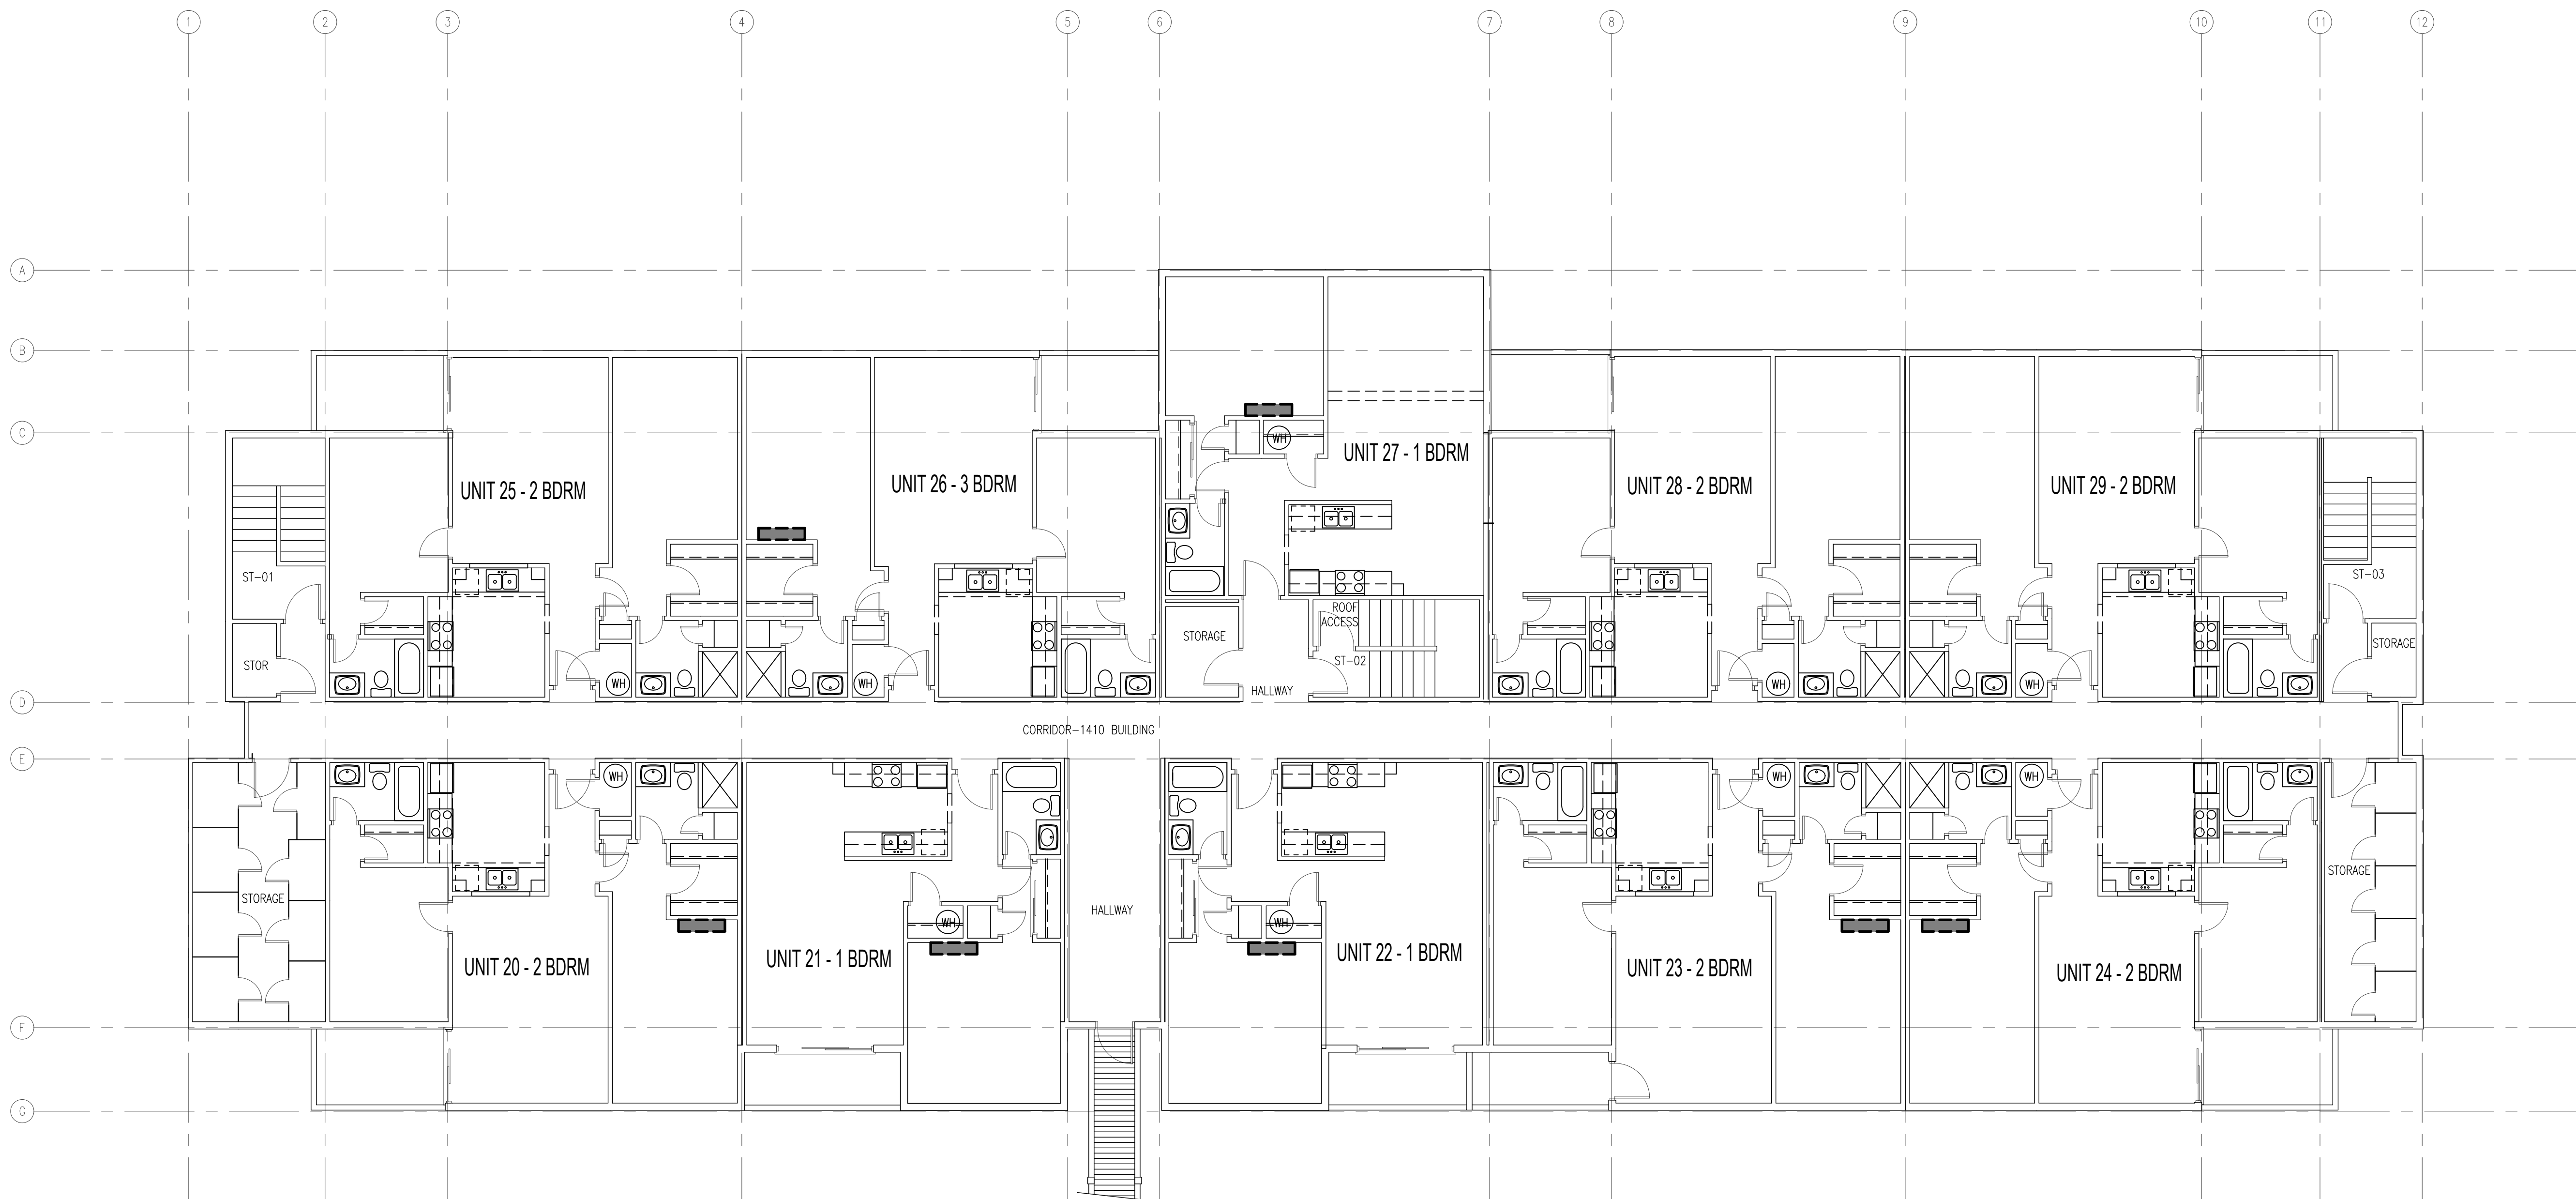 1 2 3 4 5 6 7 8 9 10 11 12
A
B
C
UNIT 27 - 1 BDRM
WH
UNIT 25 - 2 BDRM
UNIT 26 - 3 BDRM
UNIT 28 - 2 BDRM
UNIT 29 - 2 BDRM
ST-01
ST-03
ROOF
ACCESS
STORAGE
STOR
ST-02
STORAGE
WH
WH
WH
WH
HALLWAY
D
CORRIDOR-1410 BUILDING
E
WH
WH
WH
STORAGE
STORAGE
HALLWAY
WH
WH
UNIT 20 - 2 BDRM
UNIT 21 - 1 BDRM
UNIT 22 - 1 BDRM
UNIT 23 - 2 BDRM
UNIT 24 - 2 BDRM
F
G